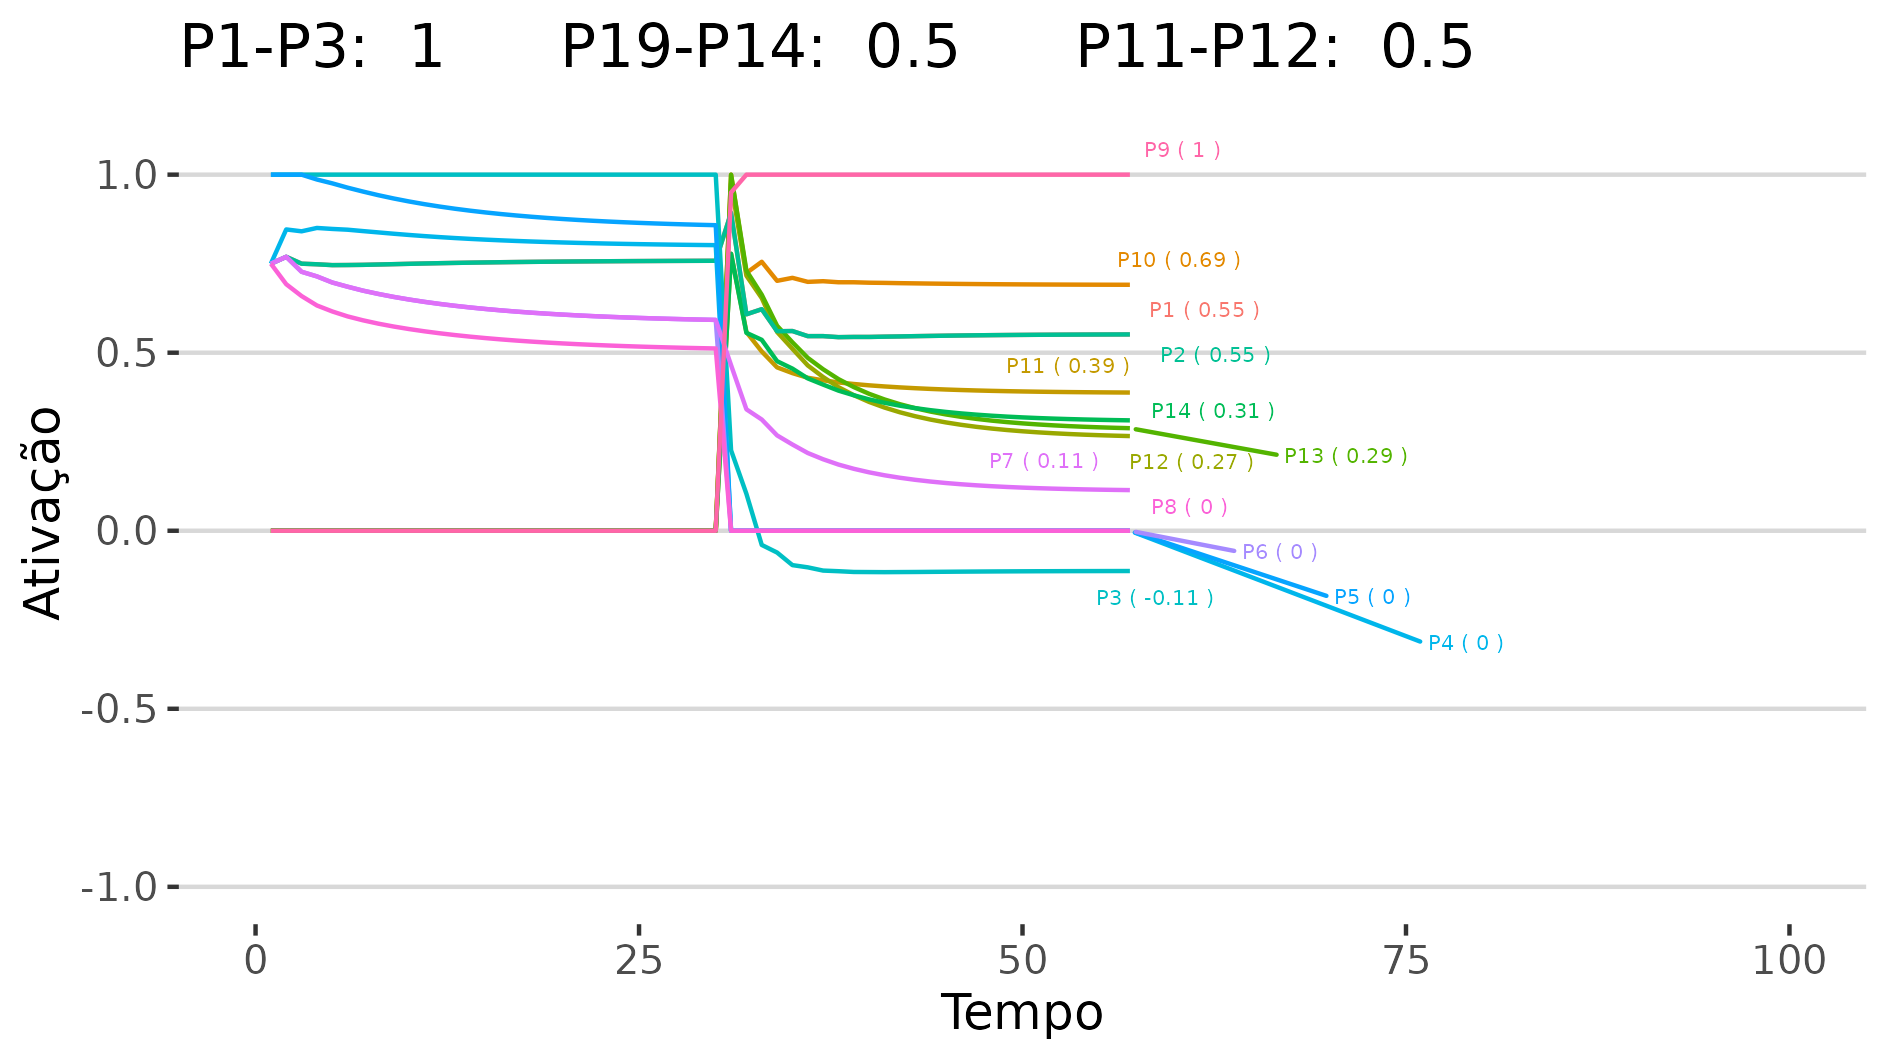 P1-P3:  1    P19-P14:  0.5    P11-P12:  0.5
P9 ( 1 )
1.0
P10 ( 0.69 )
P1 ( 0.55 )
0.5
P2 ( 0.55 )
P11 ( 0.39 )
P14 ( 0.31 )
P13 ( 0.29 )
P7 ( 0.11 )
P12 ( 0.27 )
P8 ( 0 )
0.0
P6 ( 0 )
P5 ( 0 )
P3 ( -0.11 )
P4 ( 0 )
-0.5
-1.0
Ativação
0 25 50 75 100
Tempo